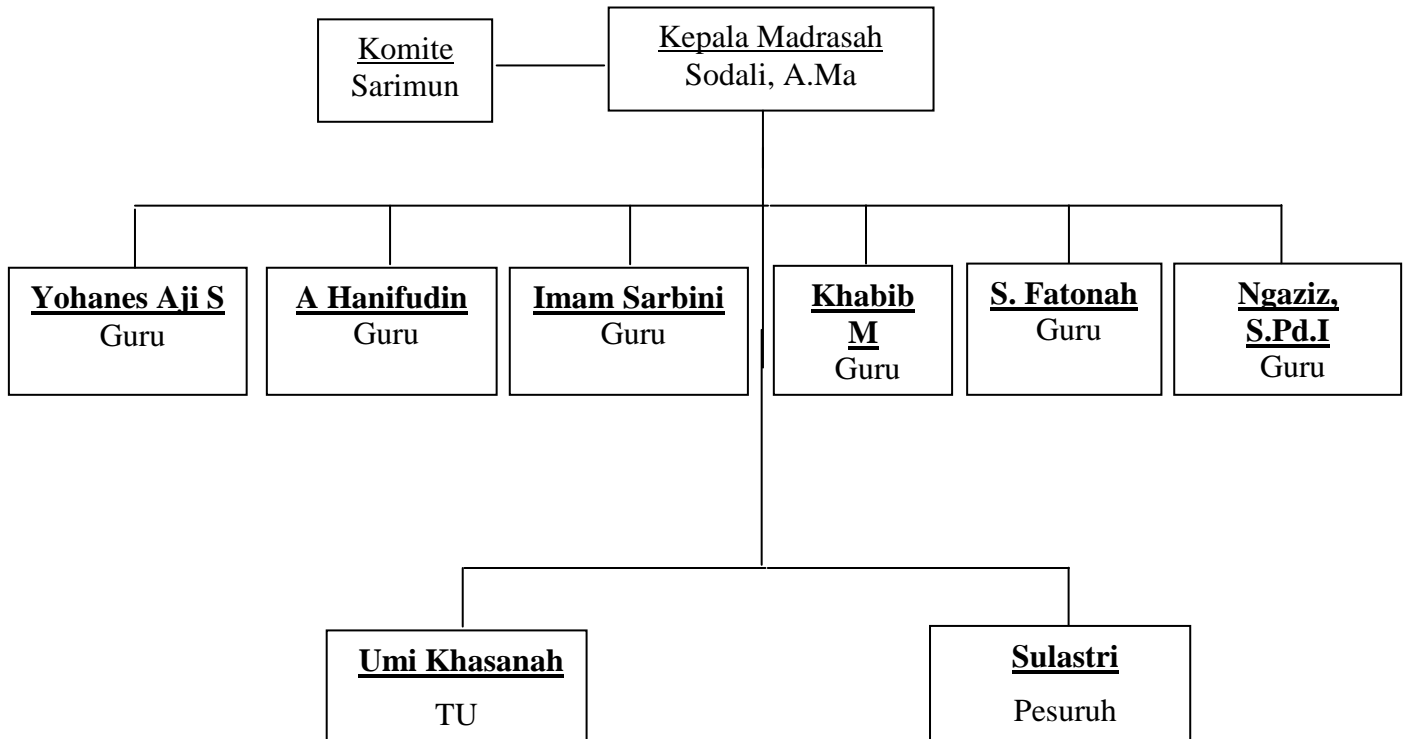 Komite
Sarimun
Kepala Madrasah
Sodali, A.Ma
Yohanes Aji S
Guru
A Hanifudin
Guru
Imam Sarbini
Guru
Khabib
M
Guru
S. Fatonah
Guru
Ngaziz,
S.Pd.I
Guru
Umi Khasanah
TU
Sulastri
Pesuruh